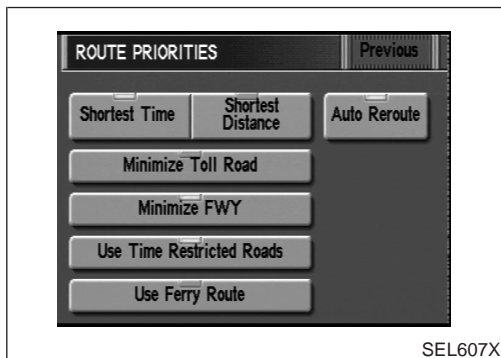 ROUTE PRIORITIES
Previous
Shortest Time
Shortest
Distance
Auto Reroute
Minimize Toll Road
Minimize FWY
Use Time Restricted Roads
Use Ferry Route
SEL607X